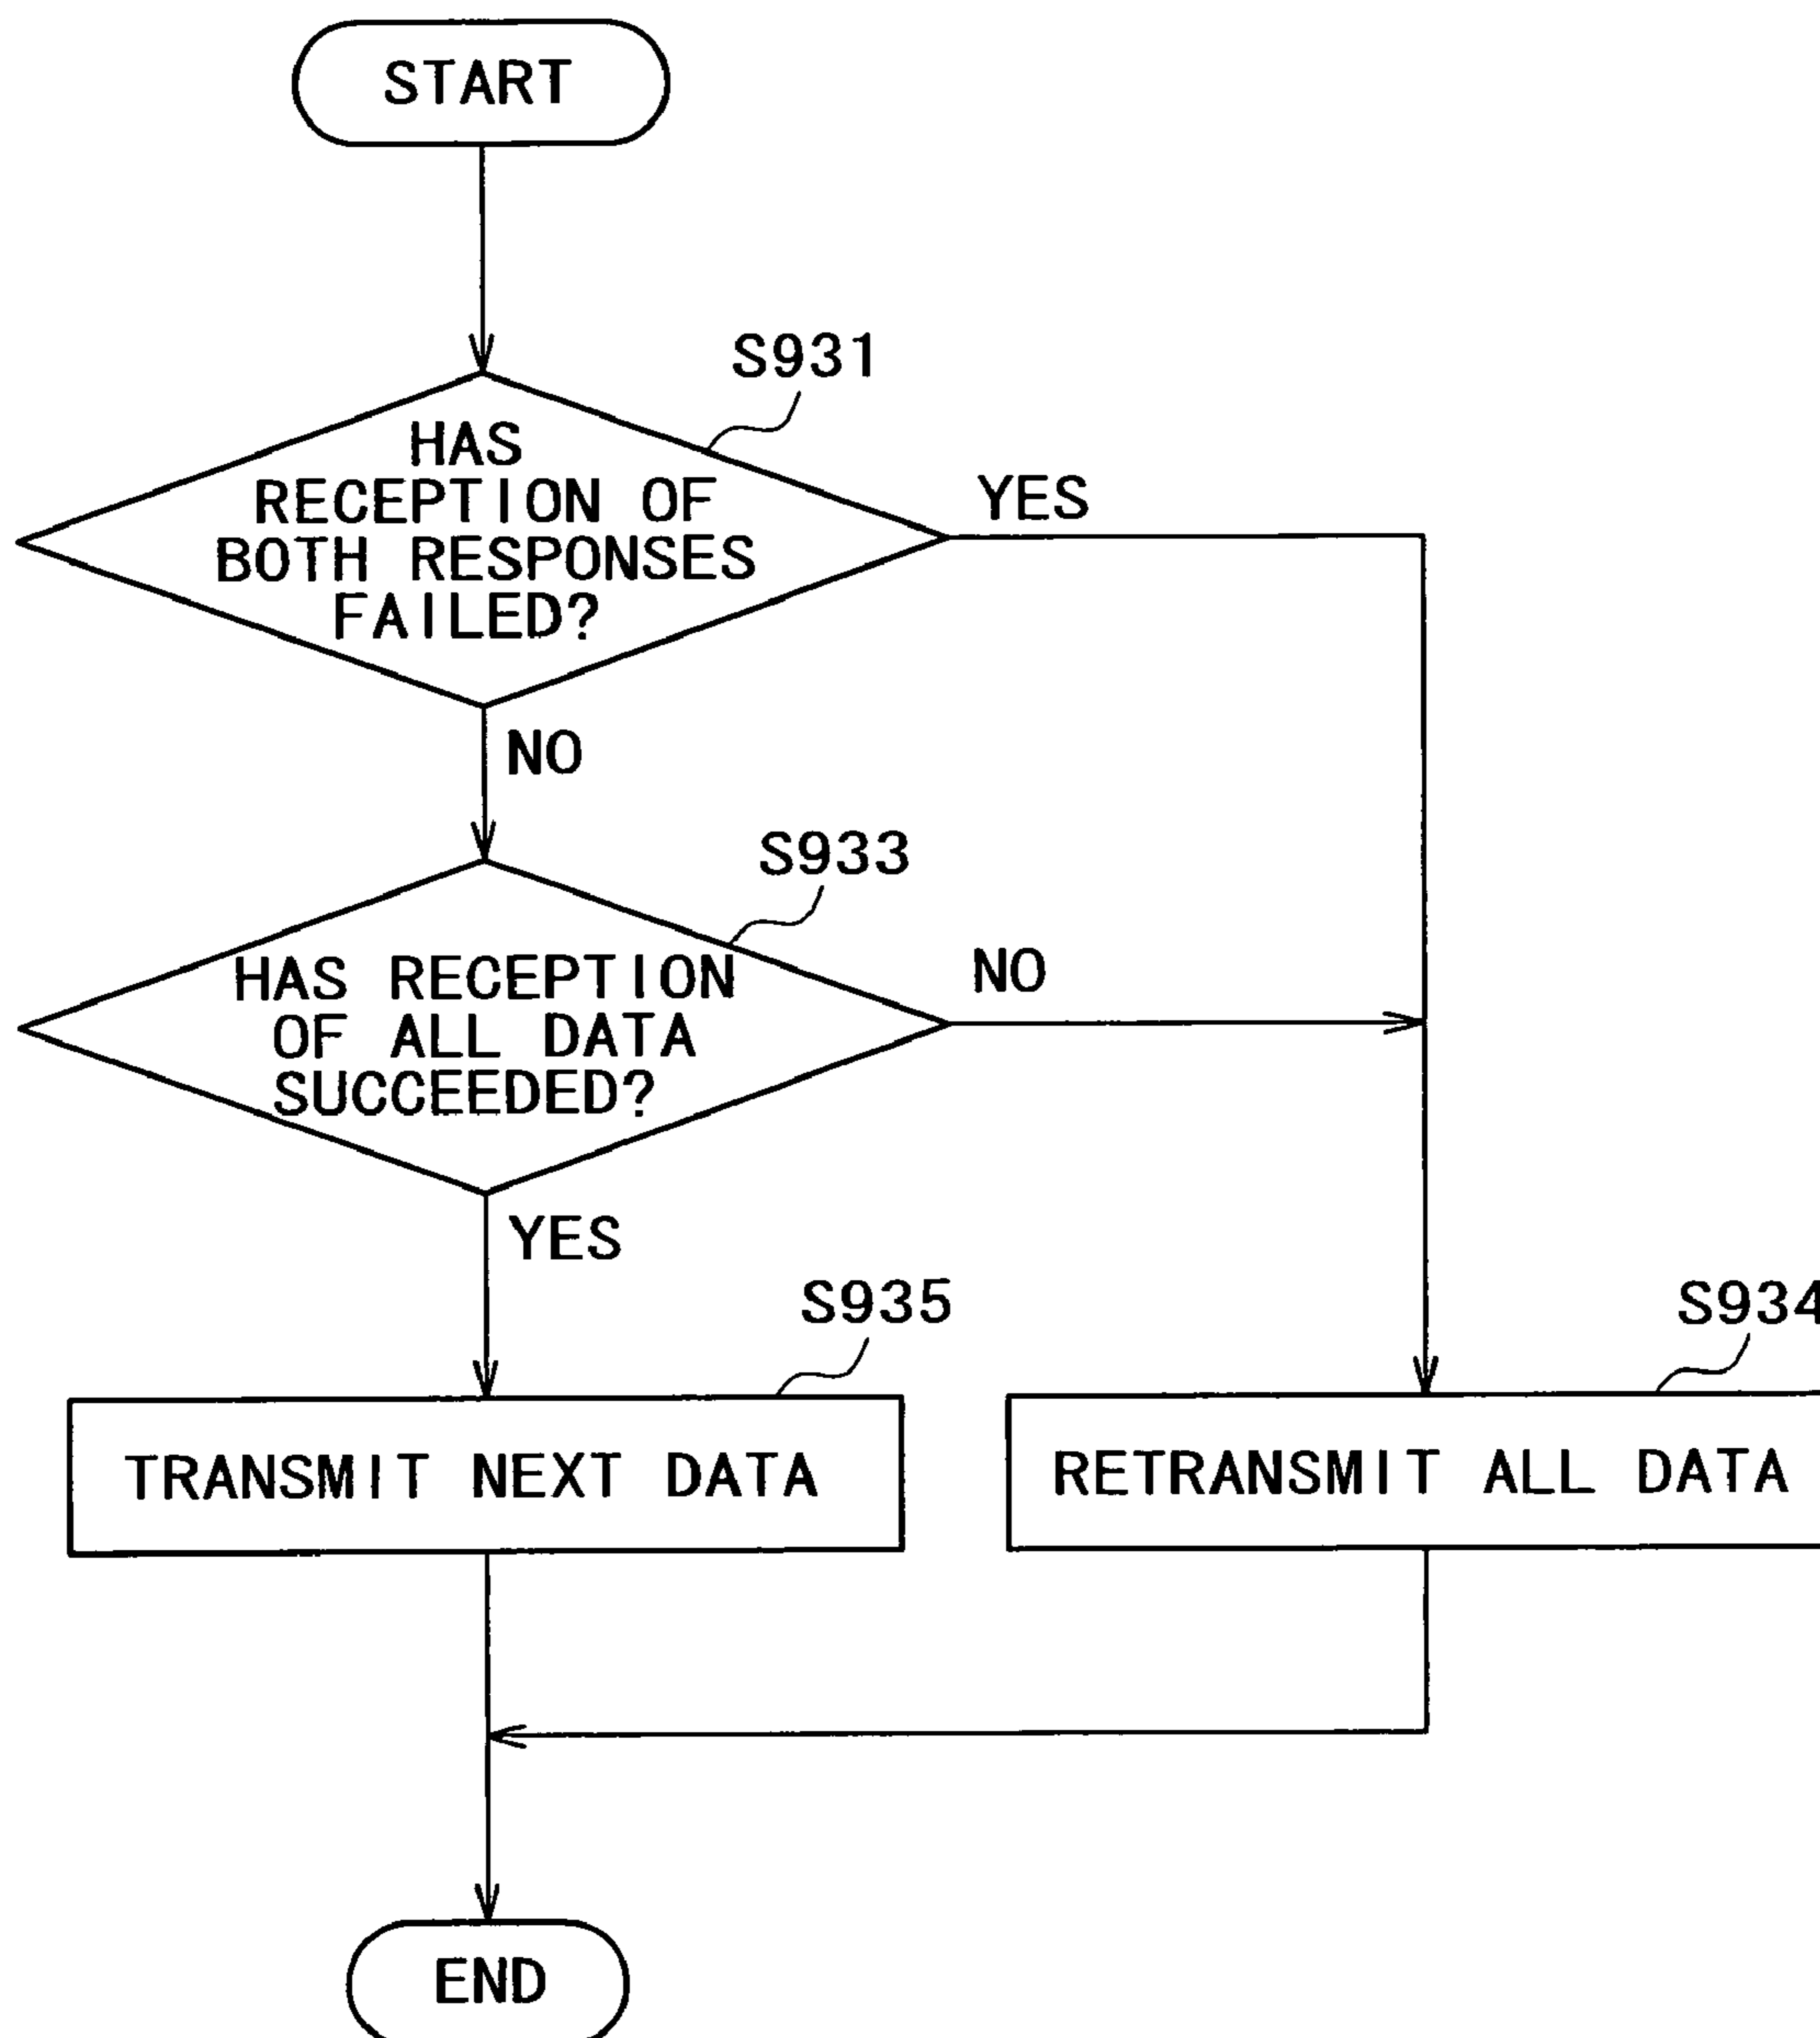 START
S931
HAS
RECEPTION OF
BOTH RESPONSES
FAILED?
YES
NO
S933
HAS RECEPTION
OF ALL DATA
SUCCEEDED?
NO
YES
S935
S934
TRANSMIT NEXT DATA
RETRANSMIT ALL DATA
END